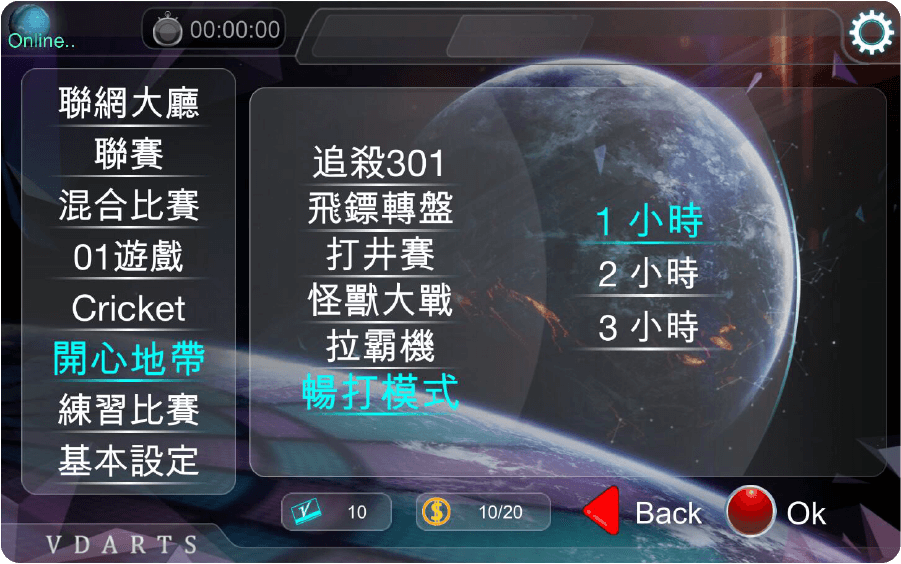 Online..
00:00:00
聯網大廳
聯賽
混合比賽
01遊戲
Cricket
開心地帶
練習比賽
基本設定
追殺301
飛鏢轉盤
打井賽
怪獸大戰
拉霸機
暢打模式
1 小時
2 小時
3 小時
10
10/20
Back
Ok
VDARTS